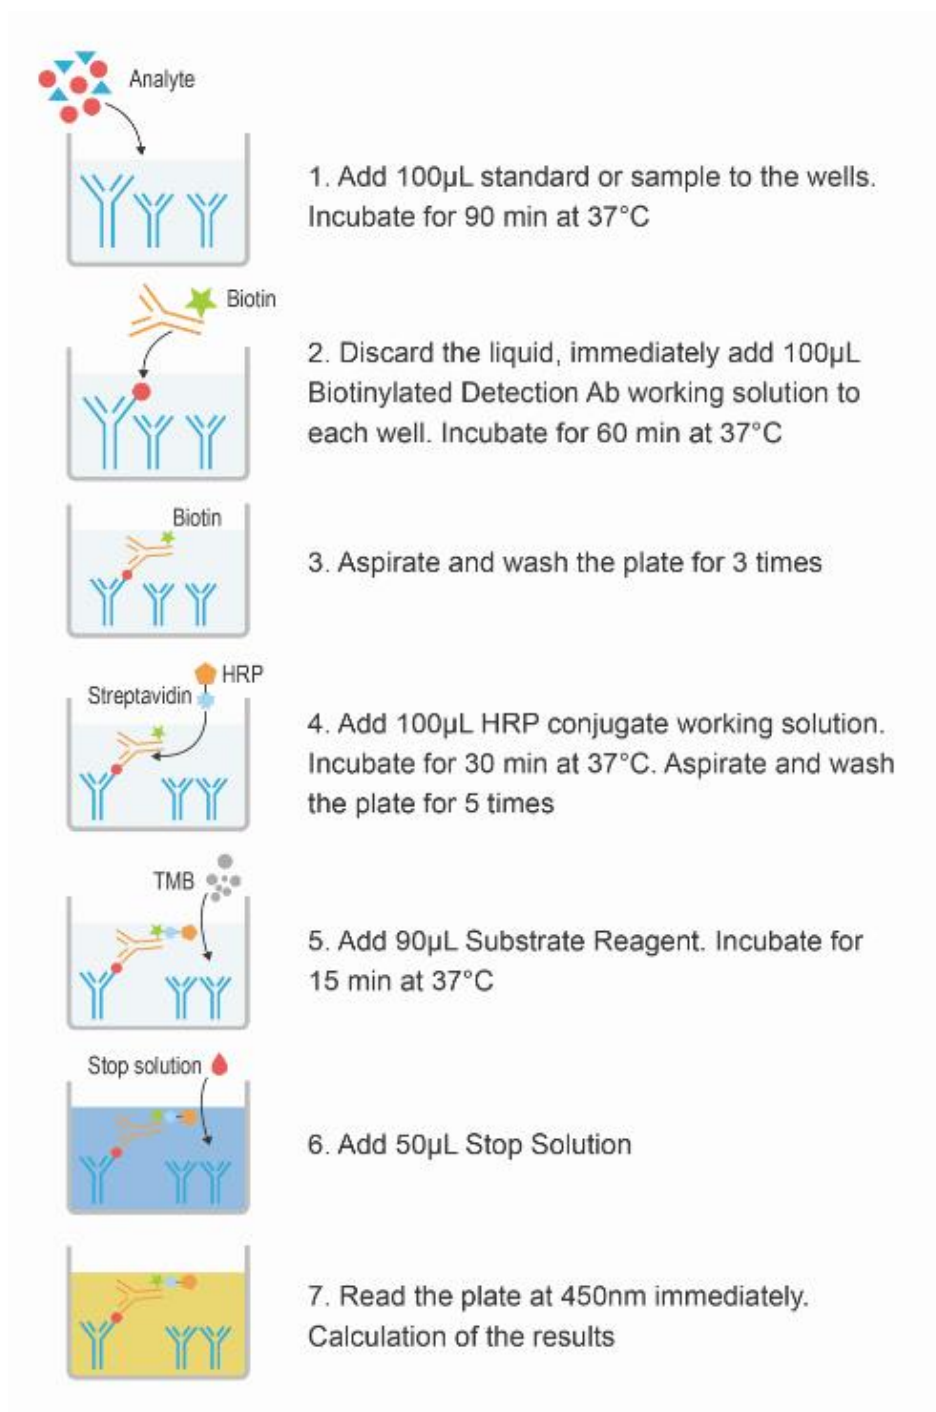 Analyte
1. Add 100μL standard or sample to the wells.
Incubate for 90 min at 37°C
Biotin
2. Discard the liquid, immediately add 100μL
Biotinylated Detection Ab working solution to
each well. Incubate for 60 min at 37°C
Biotin
3. Aspirate and wash the plate for 3 times
HRP
Streptavidin
4. Add 100μL HRP conjugate working solution.
Incubate for 30 min at 37°C. Aspirate and wash
the plate for 5 times
TMB
5. Add 90μL Substrate Reagent. Incubate for
15 min at 37°C
Stop solution
6. Add 50μL Stop Solution
7. Read the plate at 450nm immediately.
Calculation of the results